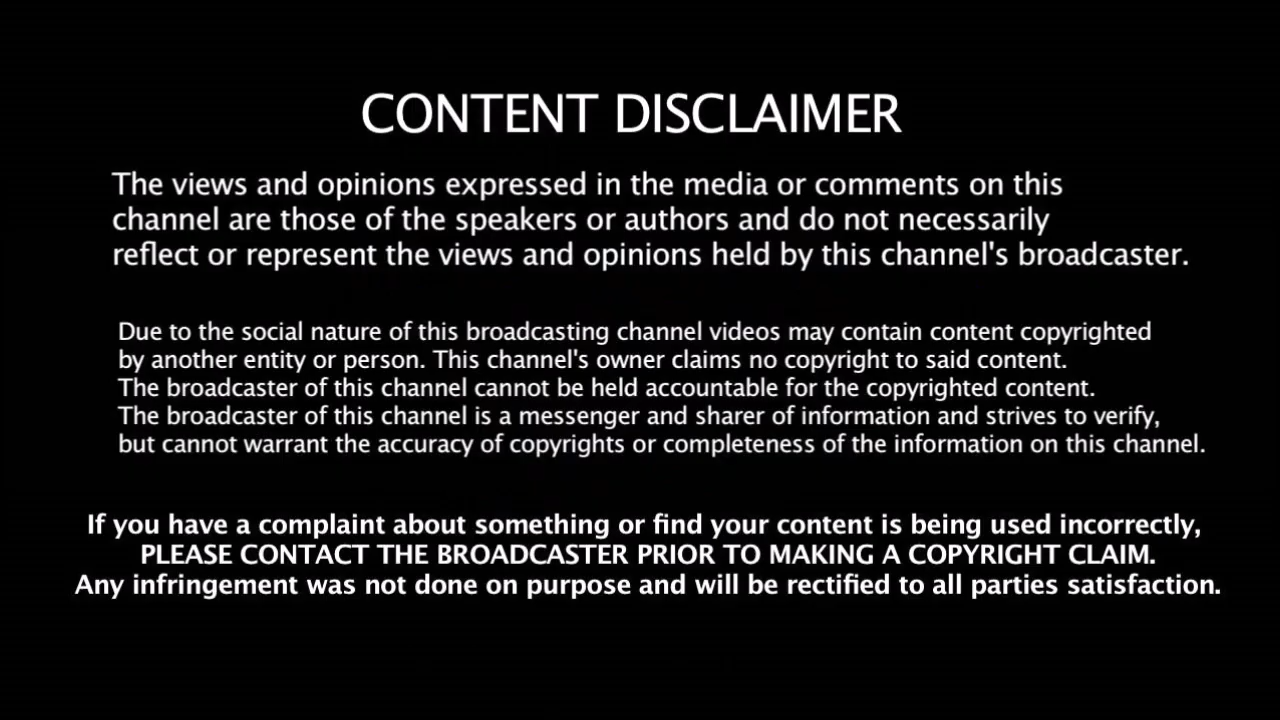 CONTENT DISCLAIMER
The views and opinions expressed in the media or comments on this
channel are those of the speakers or authors and do not necessarily
reflect or represent the views and opinions held by this channel's broadcaster.
Due to the social nature of this broadcasting channel videos may contain content copyrighted
by another entity or person. This channel's owner claims no copyright to said content.
The broadcaster of this channel cannot be held accountable for the copyrighted content.
The broadcaster of this channel is a messenger and sharer of information and strives to verify,
but cannot warrant the accuracy of copyrights or completeness of the information on this channel.
If you have a complaint about something or find your content is being used incorrectly,
PLEASE CONTACT THE BROADCASTER PRIOR TO MAKING A COPYRIGHT CLAIM.
Any infringement was not done on purpose and will be rectified to all parties satisfaction.